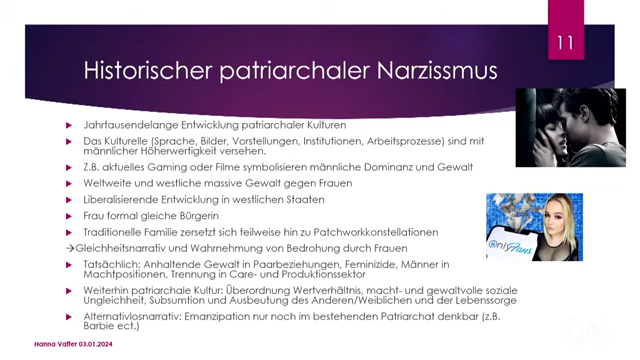 11
Historischer patriarchaler Narzissmus
Jahrtausendelange Entwicklung patriarchaler Kulturen
Das Kulturelle (Sprache, Bilder, Vorstellungen, Institutionen, Arbeitsprozesse) sind mit
männlicher Höherwertigkeit versehen.
Z.B. aktuelles Gaming oder Filme symbolisieren männliche Dominanz und Gewalt
Weltweite und westliche massive Gewalt gegen Frauen
Liberalisierende Entwicklung in westlichen Staaten
Frau formal gleiche Bürgerin
Traditionelle Familie zersetzt sich teilweise hin zu Patchworkkonstellationen
→Gleichheitsnarrativ und Wahrnehmung von Bedrohung durch Frauen
Tatsächlich: Anhaltende Gewalt in Paarbeziehungen, Feminizide, Männer in
Machtpositionen, Trennung in Care- und Produktionssektor
Weiterhin patriarchale Kultur: Überordnung Wertverhältnis, macht- und gewaltvolle soziale
Ungleichheit, Subsumtion und Ausbeutung des Anderen/Weiblichen und der Lebenssorge
Alternativlosnarrativ: Emanzipation nur noch im bestehenden Patriarchat denkbar (z.B.
Barbie ect.)
OnlyFans
Hanna Vatter 03.01.2024
DAI